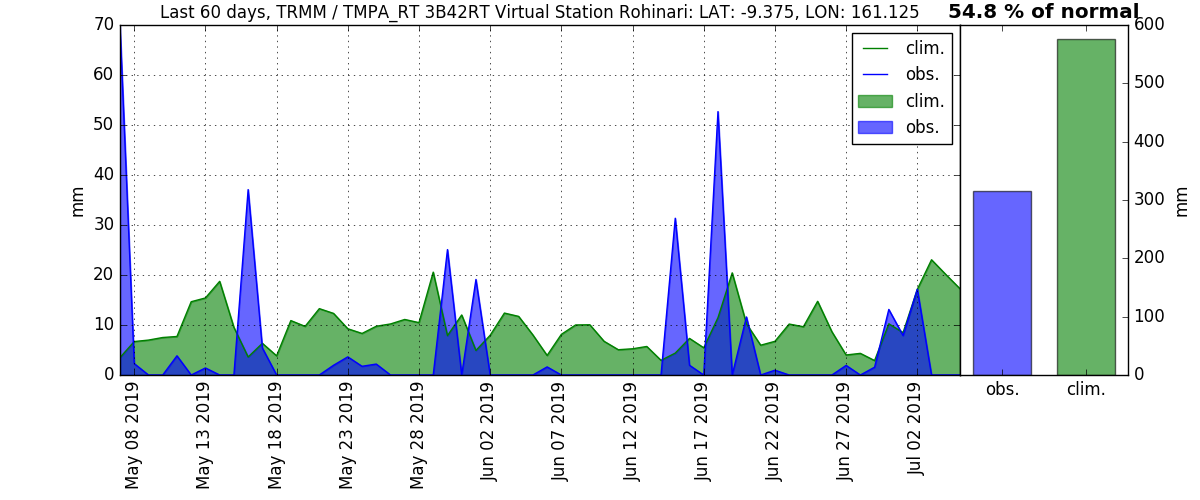 Last 60 days, TRMM / TMPA_RT 3B42RT Virtual Station Rohinari: LAT: -9.375, LON: 161.125
54.8 % of normal
70
60
50
40
30
20
10
0
mm
clim.
obs.
clim.
obs.
600
500
400
300
200
100
0
mm
obs.
clim.
May 08 2019
May 13 2019
May 18 2019
May 23 2019
May 28 2019
Jun 02 2019
Jun 07 2019
Jun 12 2019
Jun 17 2019
Jun 22 2019
Jun 27 2019
Jul 02 2019